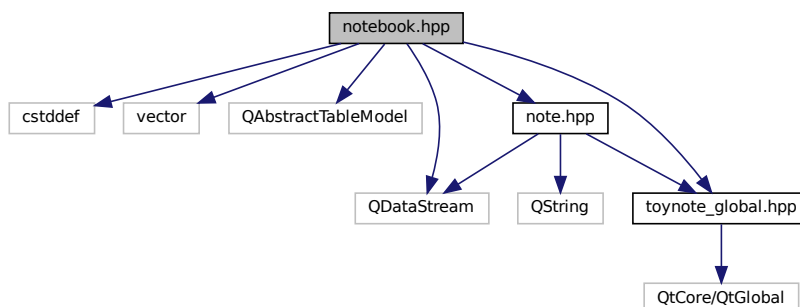 notebook.hpp
cstddef
vector
QAbstractTableModel
note.hpp
QDataStream
QString
toynote_global.hpp
QtCore/QtGlobal